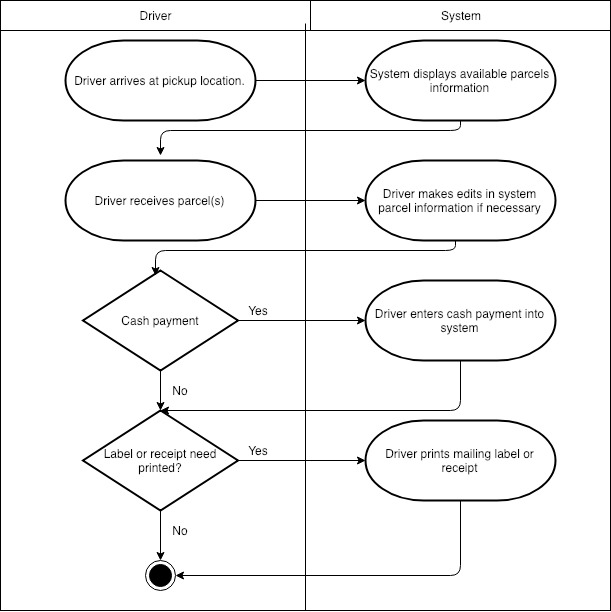 Driver
System
Driver arrives at pickup location.
System displays available parcels
information
Driver receives parcel(s)
Driver makes edits in system
parcel information if necessary
Cash payment
Yes
Driver enters cash payment into
system
No
Label or receipt need
printed?
Yes
Driver prints mailing label or
receipt
No